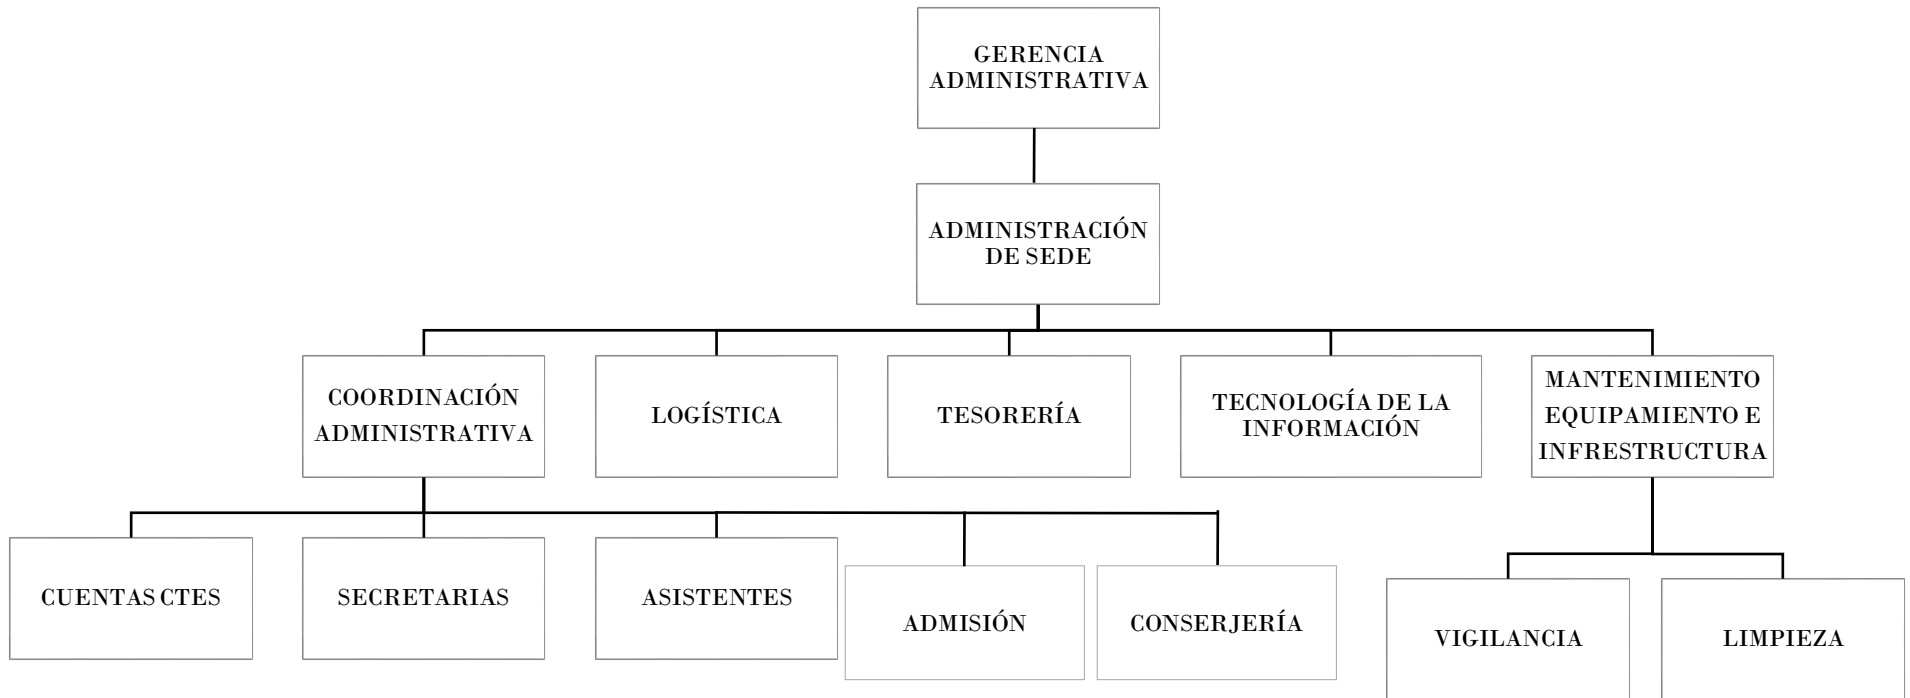 GERENCIA
ADMINISTRATIVA
ADMINISTRACIÓN
DE SEDE
COORDINACIÓN
ADMINISTRATIVA
LOGÍSTICA
TESORERÍA
TECNOLOGÍA DE LA
INFORMACIÓN
MANTENIMIENTO
EQUIPAMIENTO E
INFRESTRUCTURA
CUENTAS CTES
SECRETARIAS
ASISTENTES
ADMISIÓN
CONSERJERÍA
VIGILANCIA
LIMPIEZA